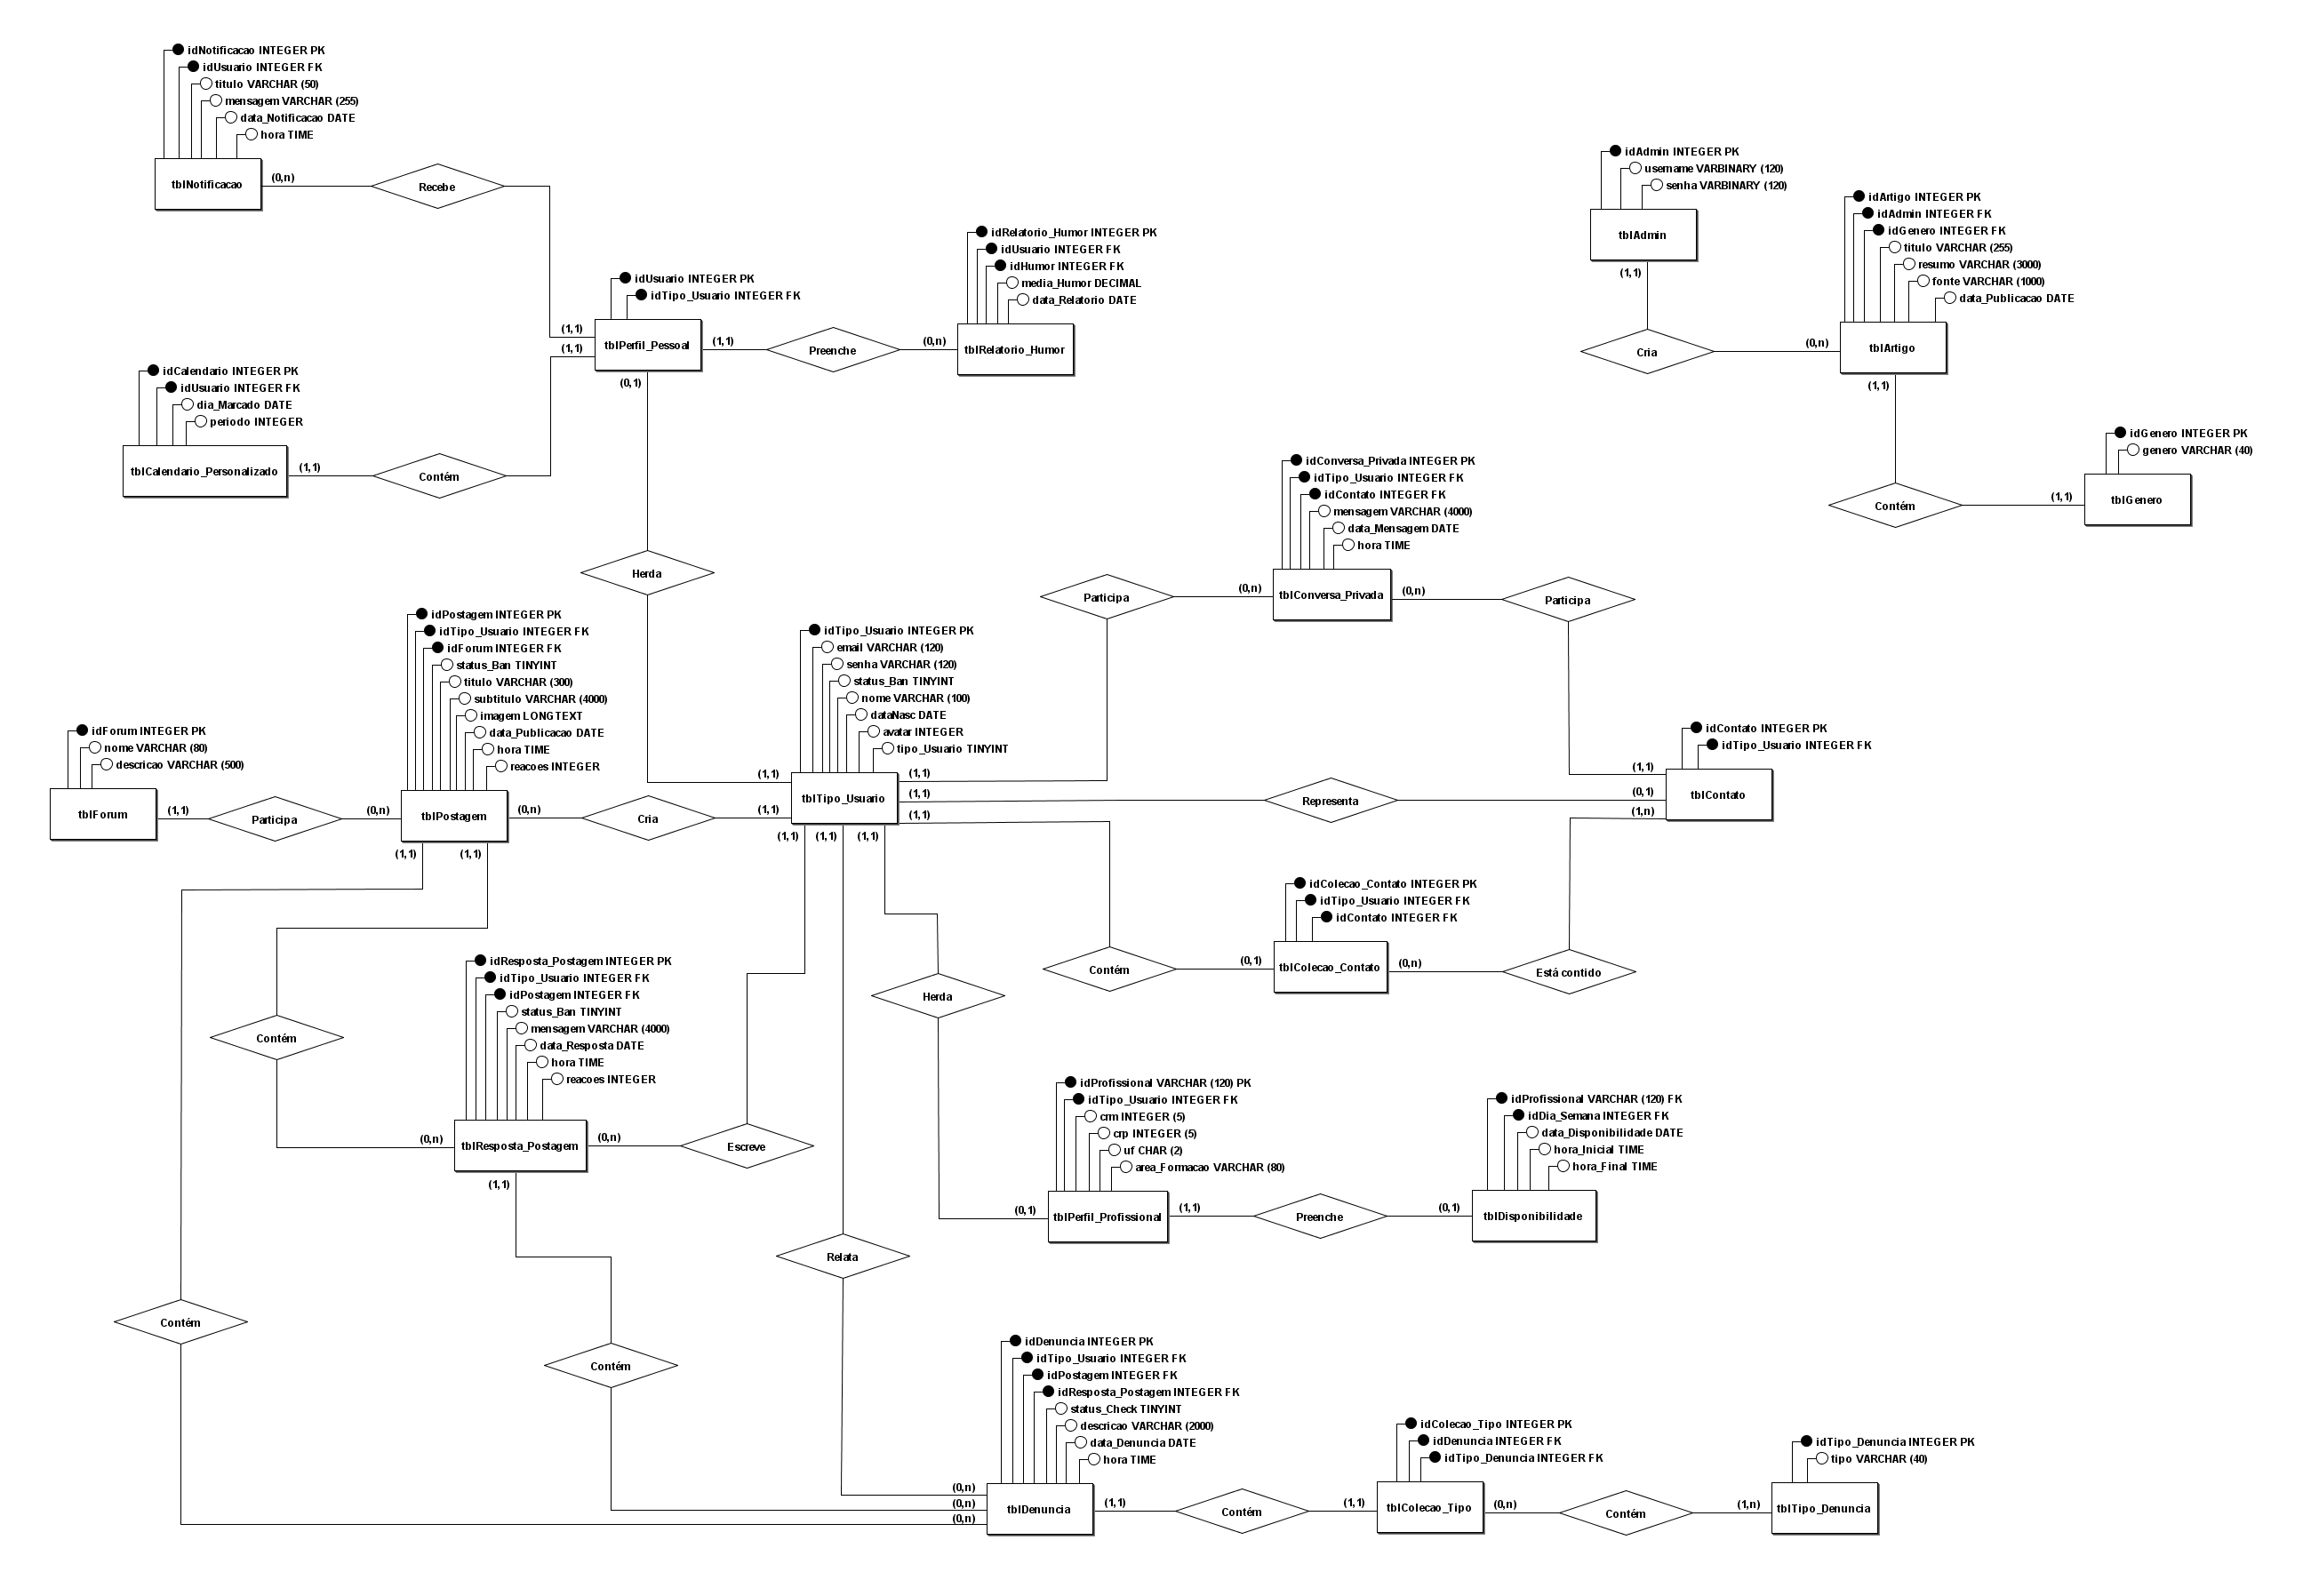 idNotificacao INTEGER PK
idUsuario INTEGER FK
titulo VARCHAR (50)
mensagem VARCHAR (255)
data_Notificacao DATE
hora TIME
tblNotificacao
(0,n)
Recebe
idAdmin INTEGER PK
username VARBINARY (120)
senha VARBINARY (120)
tblAdmin
(1,1)
idArtigo INTEGER PK
idAdmin INTEGER FK
idGenero INTEGER FK
titulo VARCHAR (255)
resumo VARCHAR (3000)
fonte VARCHAR (1000)
data_Publicacao DATE
Cria
(0,n)
tblArtigo
(1,1)
idRelatorio_Humor INTEGER PK
idUsuario INTEGER FK
idHumor INTEGER FK
media_Humor DECIMAL
data_Relatorio DATE
idUsuario INTEGER PK
idTipo_Usuario INTEGER FK
(1,1)
(1,1)
tblPerfil_Pessoal
(1,1)
Preenche
(0,n)
tblRelatorio_Humor
(0,1)
idCalendario INTEGER PK
idUsuario INTEGER FK
dia_Marcado DATE
periodo INTEGER
tblCalendario_Personalizado
(1,1)
Contém
idGenero INTEGER PK
genero VARCHAR (40)
Contém
(1,1)
tblGenero
idConversa_Privada INTEGER PK
idTipo_Usuario INTEGER FK
idContato INTEGER FK
mensagem VARCHAR (4000)
data_Mensagem DATE
hora TIME
Herda
Participa
(0,n)
tblConversa_Privada
(0,n)
Participa
idPostagem INTEGER PK
idTipo_Usuario INTEGER FK
idForum INTEGER FK
status_Ban TINYINT
titulo VARCHAR (300)
subtitulo VARCHAR (4000)
imagem LONGTEXT
data_Publicacao DATE
hora TIME
reacoes INTEGER
idTipo_Usuario INTEGER PK
email VARCHAR (120)
senha VARCHAR (120)
status_Ban TINYINT
nome VARCHAR (100)
dataNasc DATE
avatar INTEGER
tipo_Usuario TINYINT
idForum INTEGER PK
nome VARCHAR (80)
descricao VARCHAR (500)
idContato INTEGER PK
idTipo_Usuario INTEGER FK
tblForum
(1,1)
Participa
(0,n)
tblPostagem
(0,n)
Cria
(1,1)
(1,1)
tblTipo_Usuario
(1,1)
(1,1)
(1,1)
Representa
(1,1)
(0,1)
(1,n)
tblContato
(1,1)
(1,1)
(1,1)
(1,1)
(1,1)
idColecao_Contato INTEGER PK
idTipo_Usuario INTEGER FK
idContato INTEGER FK
Contém
(0,1)
tblColecao_Contato
(0,n)
Está contido
Herda
idResposta_Postagem INTEGER PK
idTipo_Usuario INTEGER FK
idPostagem INTEGER FK
status_Ban TINYINT
mensagem VARCHAR (4000)
data_Resposta DATE
hora TIME
reacoes INTEGER
Contém
(0,n)
tblResposta_Postagem
(0,n)
Escreve
(1,1)
idProfissional VARCHAR (120) PK
idTipo_Usuario INTEGER FK
crm INTEGER (5)
crp INTEGER (5)
uf CHAR (2)
area_Formacao VARCHAR (80)
idProfissional VARCHAR (120) FK
idDia_Semana INTEGER FK
data_Disponibilidade DATE
hora_Inicial TIME
hora_Final TIME
(0,1)
tblPerfil_Profissional
(1,1)
Preenche
(0,1)
tblDisponibilidade
Relata
Contém
Contém
idDenuncia INTEGER PK
idTipo_Usuario INTEGER FK
idPostagem INTEGER FK
idResposta_Postagem INTEGER FK
status_Check TINYINT
descricao VARCHAR (2000)
data_Denuncia DATE
hora TIME
idColecao_Tipo INTEGER PK
idDenuncia INTEGER FK
idTipo_Denuncia INTEGER FK
idTipo_Denuncia INTEGER PK
tipo VARCHAR (40)
(0,n)
(0,n)
(0,n)
tblDenuncia
(1,1)
Contém
(1,1)
tblColecao_Tipo
(0,n)
Contém
(1,n)
tblTipo_Denuncia